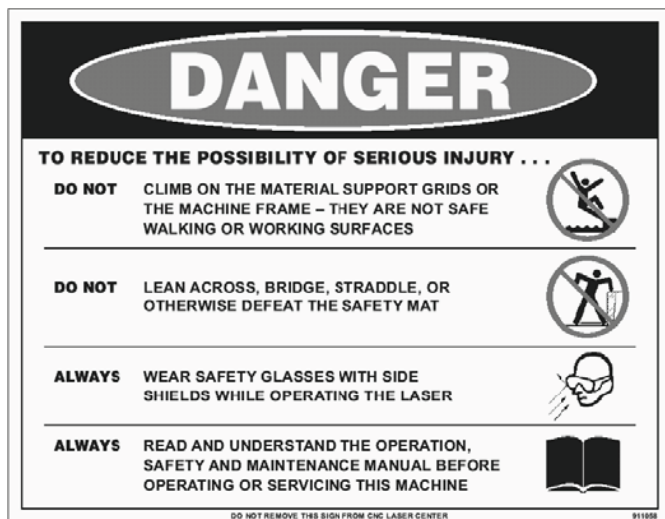 DANGER
TO REDUCE THE POSSIBILITY OF SERIOUS INJURY . . .
DO NOT CLIMB ON THE MATERIAL SUPPORT GRIDS OR
THE MACHINE FRAME – THEY ARE NOT SAFE
WALKING OR WORKING SURFACES
DO NOT LEAN ACROSS, BRIDGE, STRADDLE, OR
OTHERWISE DEFEAT THE SAFETY MAT
ALWAYS WEAR SAFETY GLASSES WITH SIDE
SHIELDS WHILE OPERATING THE LASER
ALWAYS READ AND UNDERSTAND THE OPERATION,
SAFETY AND MAINTENANCE MANUAL BEFORE
OPERATING OR SERVICING THIS MACHINE
DO NOT REMOVE THIS SIGN FROM CNC LASER CENTER 911058